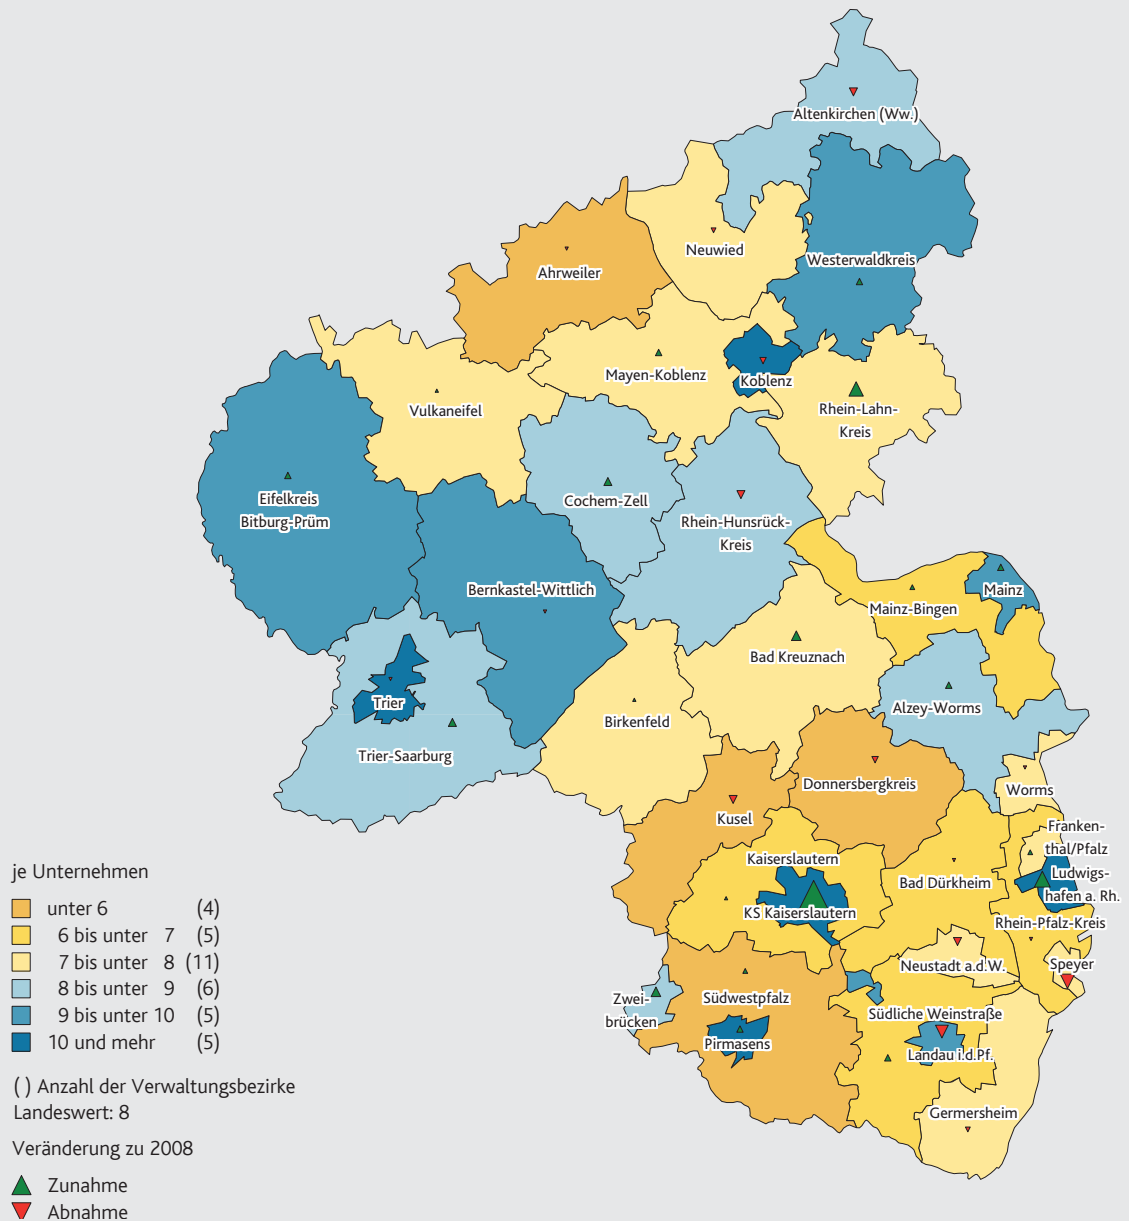 Altenkirchen (Ww.)
Neuwied
Westerwaldkreis
Ahrweiler
Mayen-Koblenz
Koblenz
Vulkaneifel
Rhein-Lahn-
Kreis
Eifelkreis
Bitburg-Prüm
Cochem-Zell
Rhein-Hunsrück-
Kreis
Bernkastel-Wittlich
Mainz
Mainz-Bingen
Bad Kreuznach
Trier
Birkenfeld
Alzey-Worms
Trier-Saarburg
Donnersbergkreis
Worms
Kusel
Franken-
thal/Pfalz
Kaiserslautern
Ludwigs-
hafen a. Rh.
Bad Dürkheim
KS Kaiserslautern
Rhein-Pfalz-Kreis
Neustadt a.d.W.
Speyer
Zwei-
brücken
Südwestpfalz
Südliche Weinstraße
Pirmasens
Landau i.d.Pf.
Germersheim
je Unternehmen
unter 6 (4)
6 bis unter 7 (5)
7 bis unter 8 (11)
8 bis unter 9 (6)
9 bis unter 10 (5)
10 und mehr (5)
( ) Anzahl der Verwaltungsbezirke
Landeswert: 8
Veränderung zu 2008
Zunahme
Abnahme